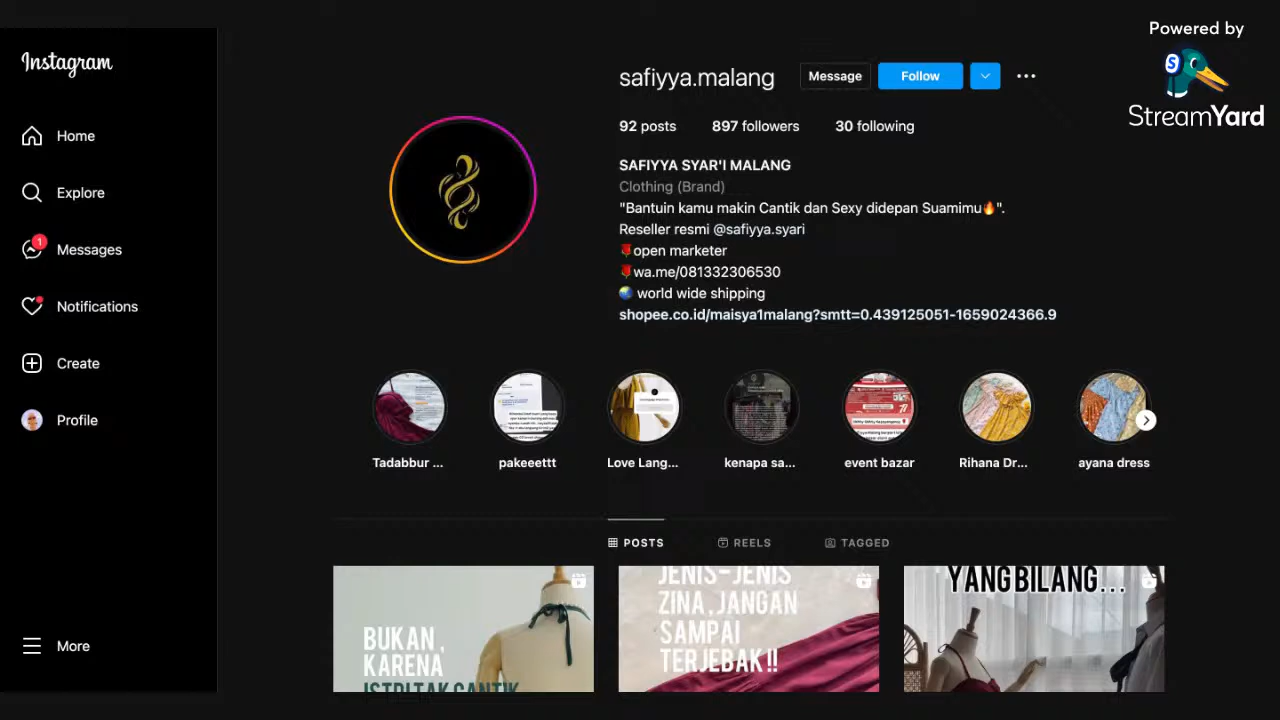 Powered by
StreamYard
Instagram
Home
Explore
1
Messages
Notifications
Create
Profile
More
safiyya.malang
Message
Follow
92 posts
897 followers
30 following
SAFIYYA SYAR'I MALANG
Clothing (Brand)
"Bantuin kamu makin Cantik dan Sexy didepan Suamimu🔥".
Reseller resmi @safiyya.syari
🌹open marketer
🌹wa.me/081332306530
🌏 world wide shipping
shopee.co.id/maisya1malang?smtt=0.439125051-1659024366.9
Tadabbur ...
pakeeettt
Love Lang...
kenapa sa...
event bazar
Rihana Dr...
ayana dress
POSTS
REELS
TAGGED
BUKAN,
KARENA
ISTRI TAK CANTIK
JENIS-JENIS
ZINA, JANGAN
SAMPAI
TERJEBAK!!
YANG BILANG...